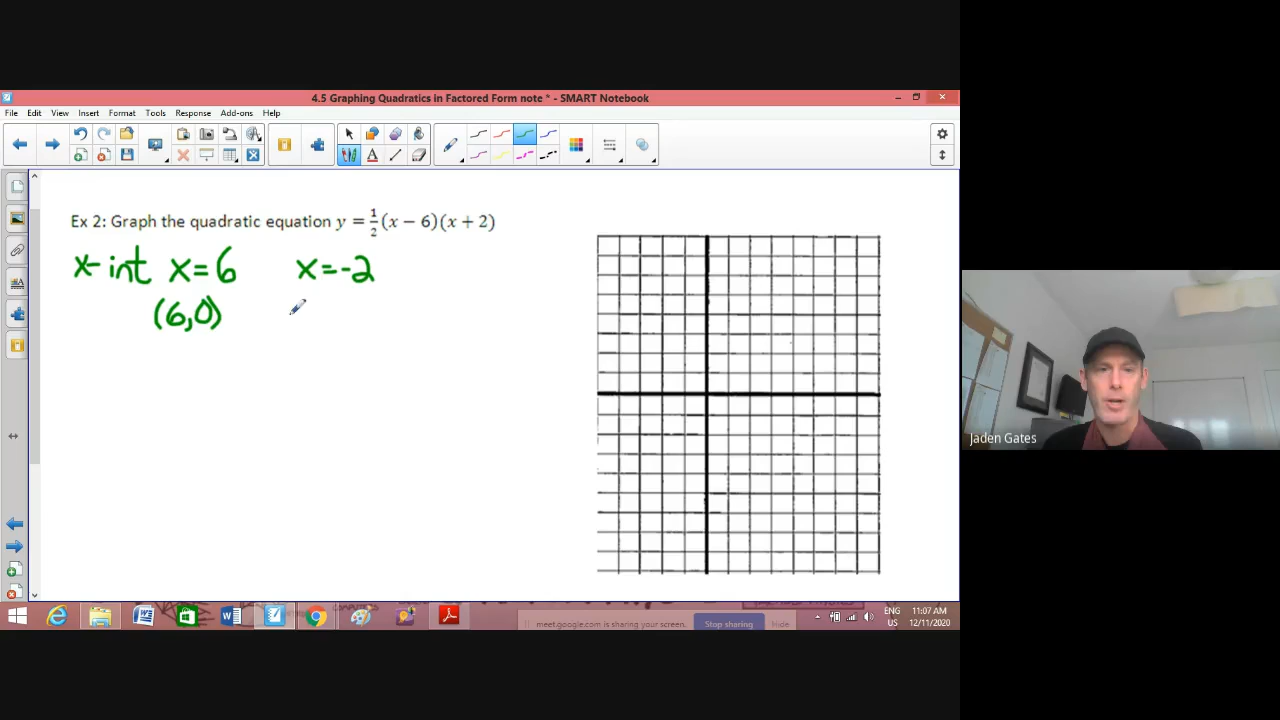 4.5 Graphing Quadratics in Factored Form note * - SMART Notebook
File Edit View Insert Format Tools Response Add-ons Help
Ex 2: Graph the quadratic equation y = 1/2(x − 6)(x + 2)
x-int x=6 x=-2
(6,0)
Jaden Gates
ENG 11:07 AM
US 12/11/2020
meet.google.com is sharing your screen. Stop sharing Hide